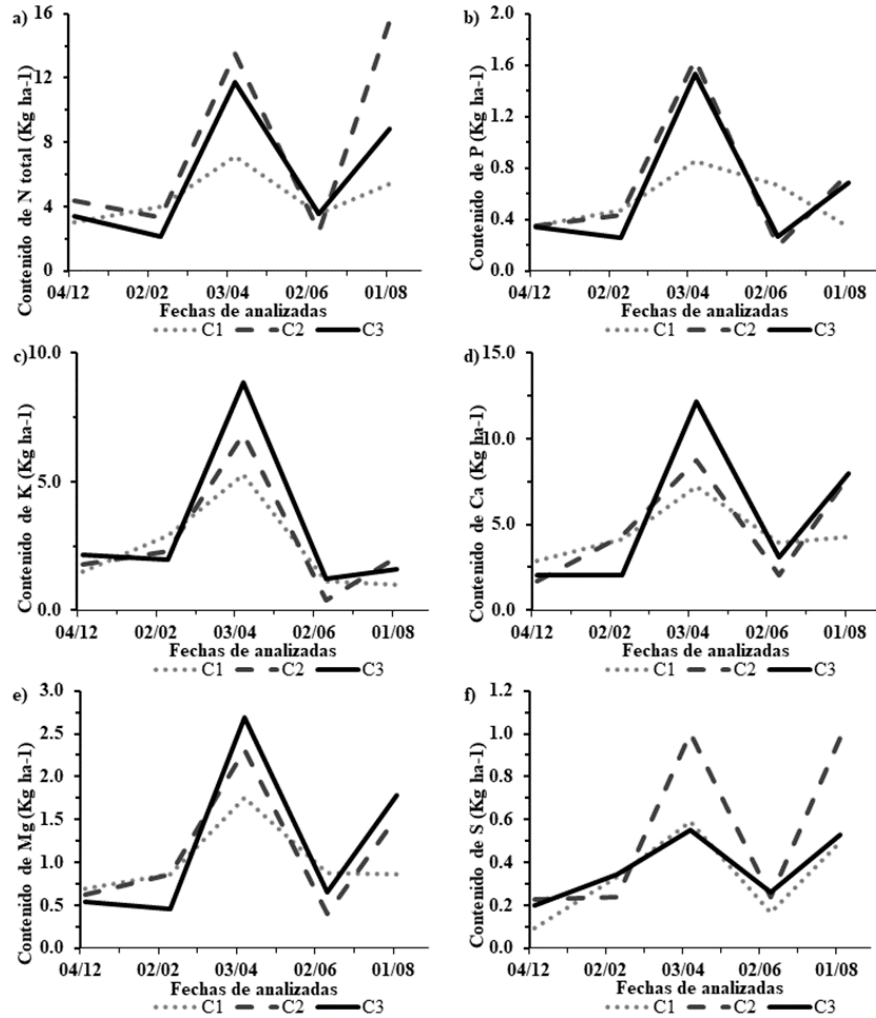 a)
Contenido de N total (Kg ha-1)
16
12
8
4
0
04/12 02/02 03/04 02/06 01/08
Fechas de analizadas
C1 C2 C3
b)
Contenido de P (Kg ha-1)
2.0
1.6
1.2
0.8
0.4
0.0
04/12 02/02 03/04 02/06 01/08
Fechas de analizadas
C1 C2 C3
c)
Contenido de K (Kg ha-1)
10.0
5.0
0.0
04/12 02/02 03/04 02/06 01/08
Fechas de analizadas
C1 C2 C3
d)
Contenido de Ca (Kg ha-1)
15.0
10.0
5.0
0.0
04/12 02/02 03/04 02/06 01/08
Fechas de analizadas
C1 C2 C3
e)
Contenido de Mg (Kg ha-1)
3.0
2.5
2.0
1.5
1.0
0.5
0.0
04/12 02/02 03/04 02/06 01/08
Fechas de analizadas
C1 C2 C3
f)
Contenido de S (Kg ha-1)
1.2
1.0
0.8
0.6
0.4
0.2
0.0
04/12 02/02 03/04 02/06 01/08
Fechas de analizadas
C1 C2 C3